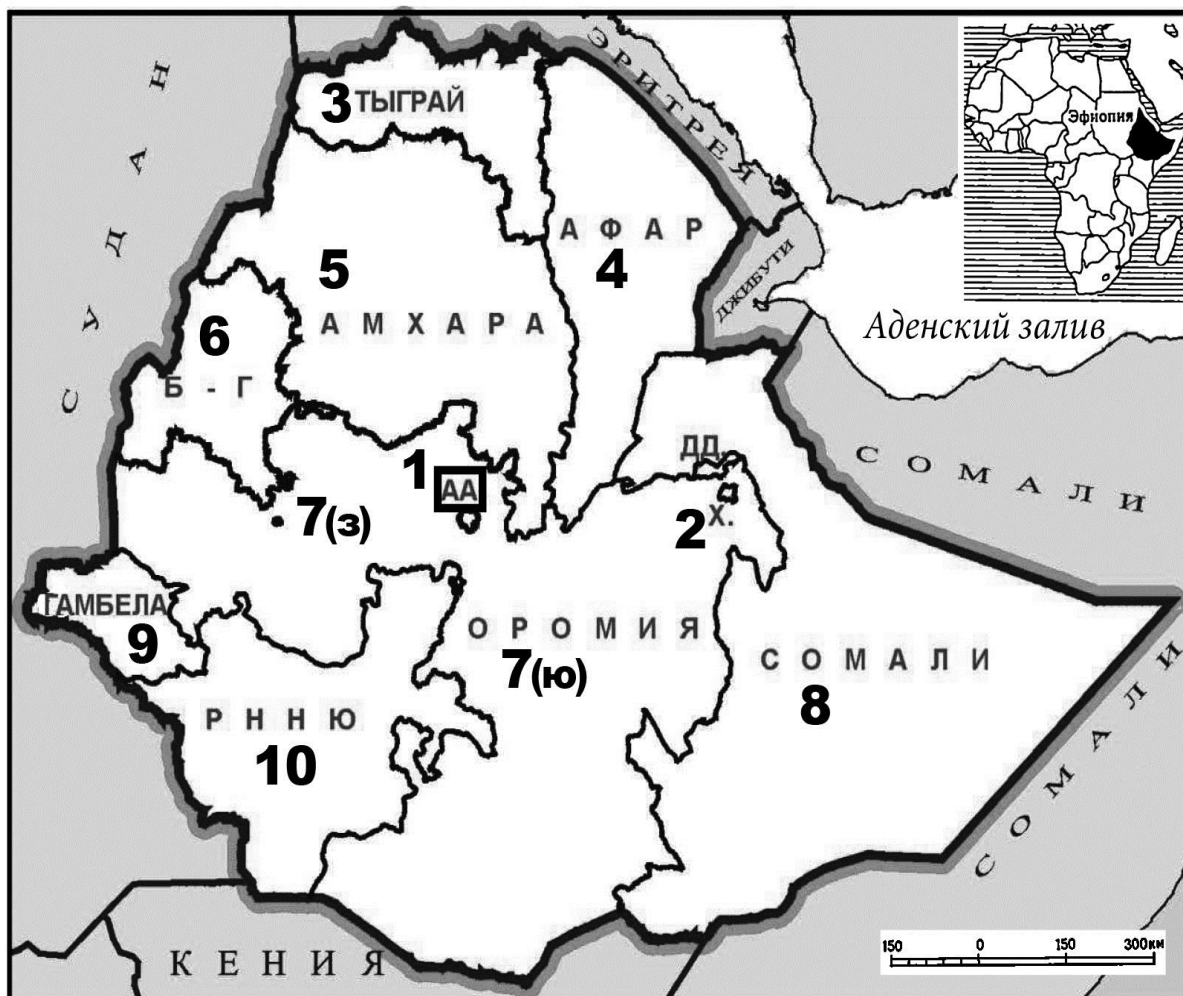 СУДАН
ЭРИТРЕЯ
Эфиопия
3 ТЫГРАЙ
АФАР
4
ДЖИБУТИ
Аденский залив
5
АМХАРА
6
Б - Г
СОМАЛИ
ДД.
1
АА
2
Х.
7(з)
ГАМБЕЛА
9
ОРОМИЯ
7(ю)
СОМАЛИ
8
РННЮ
10
СОМАЛИ
КЕНИЯ
150 0 150 300км